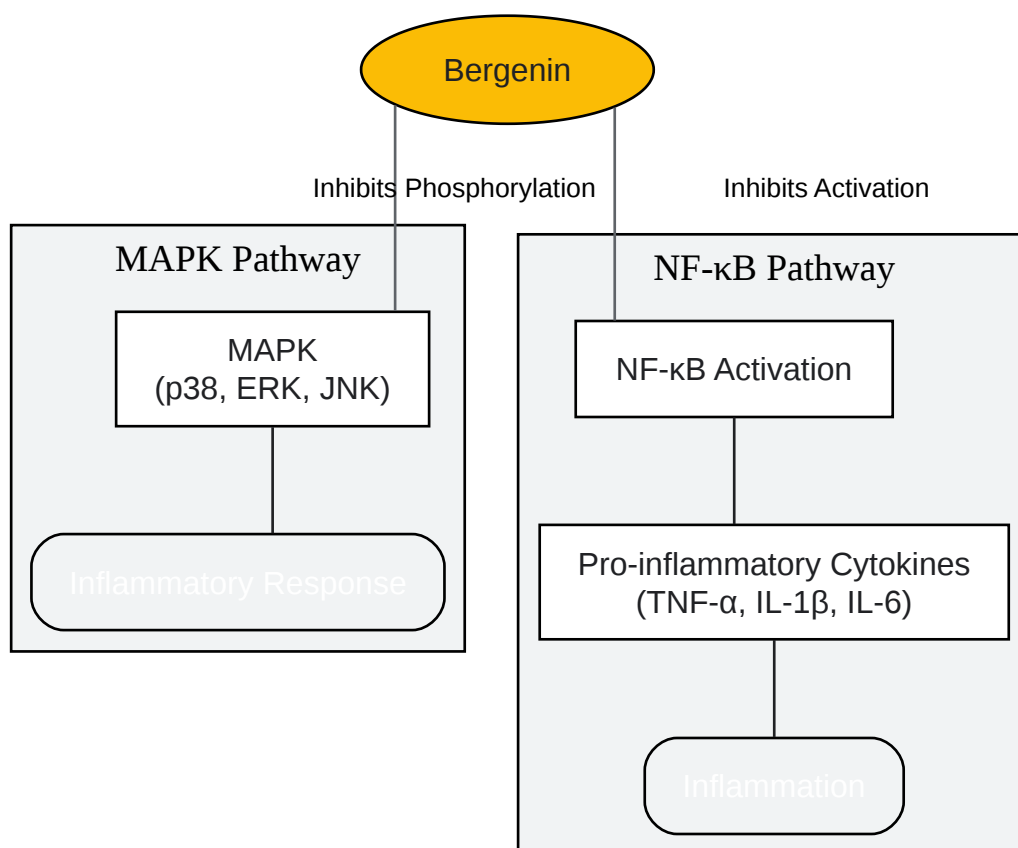 Bergenin
Inhibits Phosphorylation
Inhibits Activation
MAPK Pathway
MAPK
(p38, ERK, JNK)
Inflammatory Response
NF-κB Pathway
NF-κB Activation
Pro-inflammatory Cytokines
(TNF-α, IL-1β, IL-6)
Inflammation